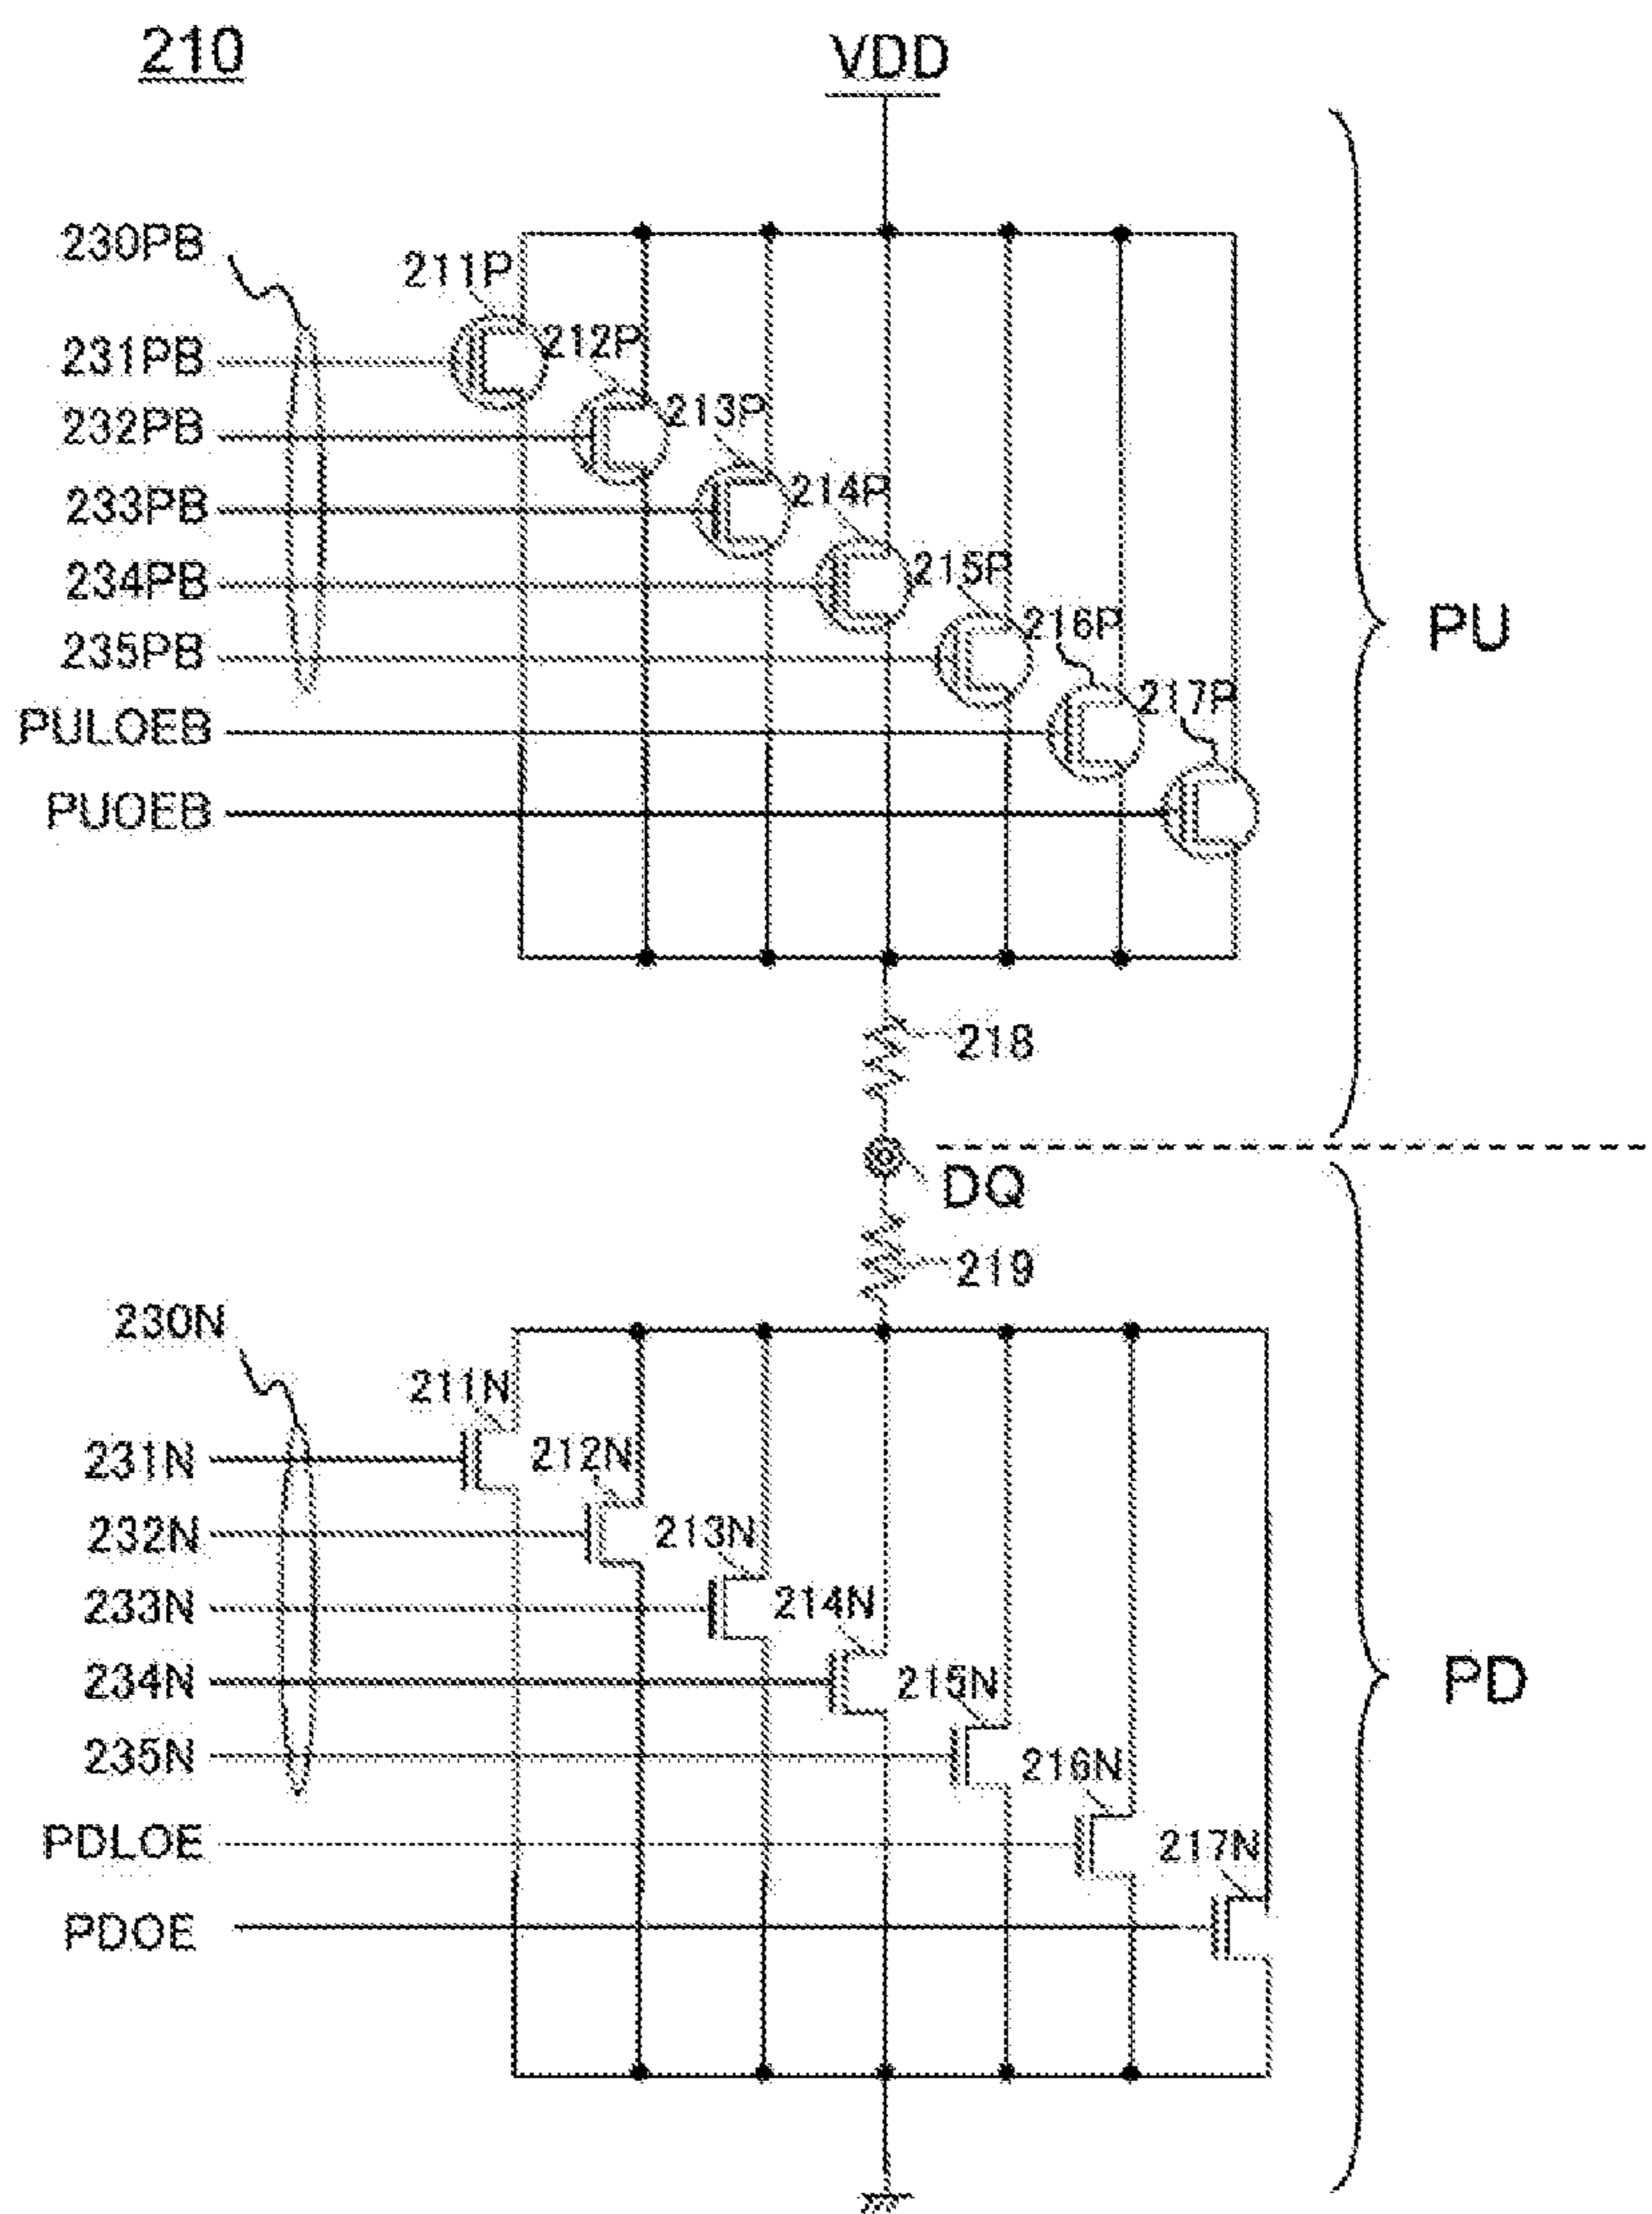 210
VDD
230PB
211P
231PB
212P
232PB
213P
233PB
214P
234PB
215P
235PB
216P
PU
PULOEB
217P
PUOEB
218
DQ
219
230N
211N
231N
212N
232N
213N
233N
214N
234N
215N
PD
235N
216N
PDLOE
217N
PDOE